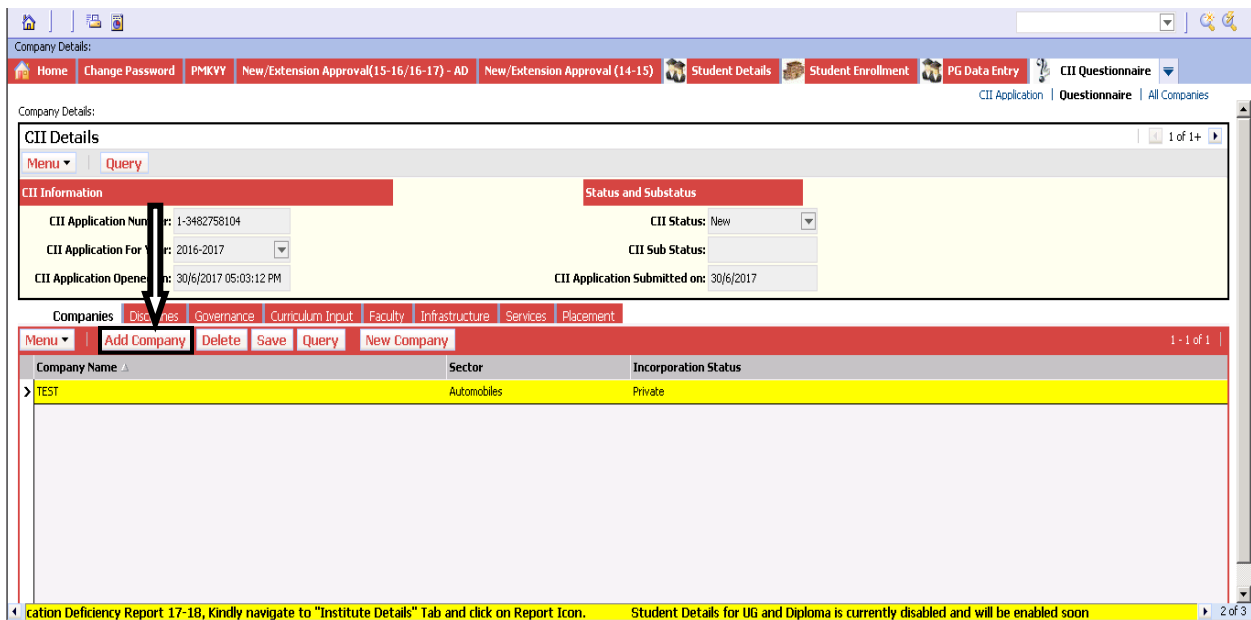 Company Details:
Home Change Password PMKVY New/Extension Approval(15-16/16-17) - AD New/Extension Approval (14-15) Student Details Student Enrollment PG Data Entry CII Questionnaire
CII Application | Questionnaire | All Companies
Company Details:
CII Details 1 of 1+
Menu Query
CII Information Status and Substatus
CII Application Number: 1-3482758104 CII Status: New
CII Application For Year: 2016-2017 CII Sub Status:
CII Application Opened on: 30/6/2017 05:03:12 PM CII Application Submitted on: 30/6/2017
Companies Disciplines Governance Curriculum Input Faculty Infrastructure Services Placement
Menu Add Company Delete Save Query New Company 1 - 1 of 1
Company Name Sector Incorporation Status
TEST Automobiles Private
cation Deficiency Report 17-18, Kindly navigate to "Institute Details" Tab and click on Report Icon. Student Details for UG and Diploma is currently disabled and will be enabled soon 2 of 3